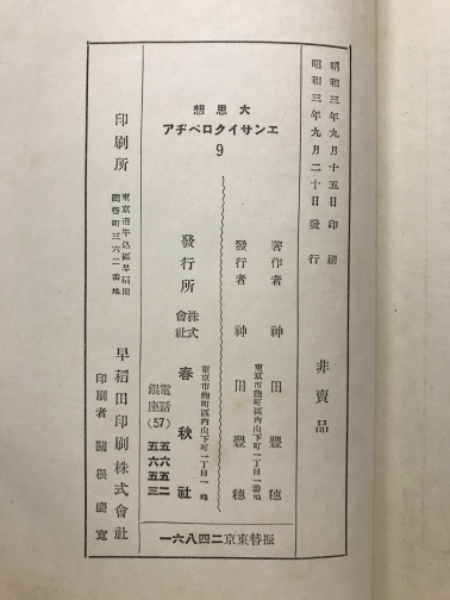 昭和三年九月十五日印刷
昭和三年九月二十日發行
非賣品
大思想
エンサイクロペヂア
9
著作者 神田豐穗
東京市麴町區內山下町一丁目一番地
發行者 神田豐穗
發行所
株式會社 春秋社
東京市麴町區內山下町一丁目一番地
電話銀座(57)
五六五二
五六五三
印刷所
東京市牛込區早稻田
鶴卷町三六二番地
早稻田印刷株式會社
印刷者 關根慶寬
振替東京二四八六一